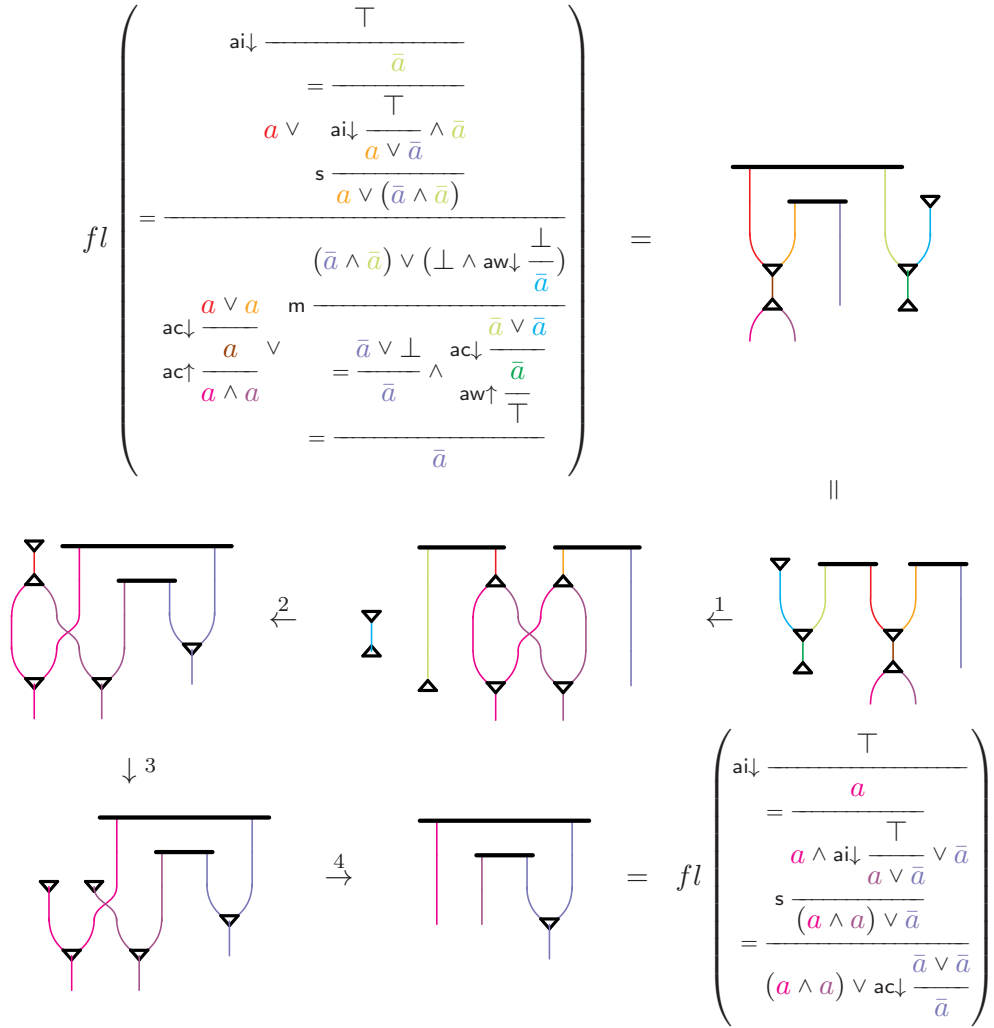 ⊤
ai↓
ā
=
⊤
a ∨ ai↓ ∧ ā
a ∨ ā
s
a ∨ (ā ∧ ā)
fl = =
(ā ∧ ā) ∨ (⊥ ∧ aw↓ ⊥ )
ā
m
a ∨ a
ac↓
ā ∨ ⊥ ā ∨ ā
a ∨ = ∧ ac↓
ac↑
a ∧ a ā ā
aw↑
⊤
=
ā
=
← 2 ← 1
↓ 3
⊤
ai↓
a
=
⊤
a ∧ ai↓ ∨ ā
a ∨ ā
→ 4 = fl
s
(a ∧ a) ∨ ā
=
ā ∨ ā
(a ∧ a) ∨ ac↓
ā